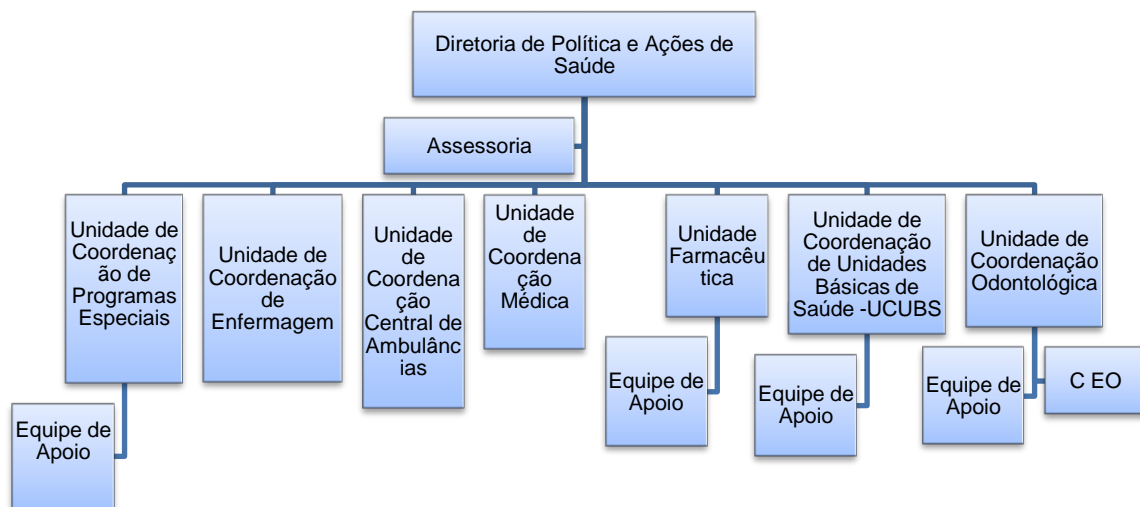 Diretoria de Política e Ações de
Saúde
Assessoria
Unidade de
Coordenaç
ão de
Programas
Especiais
Unidade de
Coordenação
de
Enfermagem
Unidade
de
Coordena
ção
Central de
Ambulânc
ias
Unidade
de
Coordena
ção
Médica
Unidade
Farmacêu
tica
Unidade de
Coordenação
de Unidades
Básicas de
Saúde -UCUBS
Unidade de
Coordenação
Odontológica
Equipe de
Apoio
Equipe de
Apoio
Equipe de
Apoio
Equipe de
Apoio
C EO